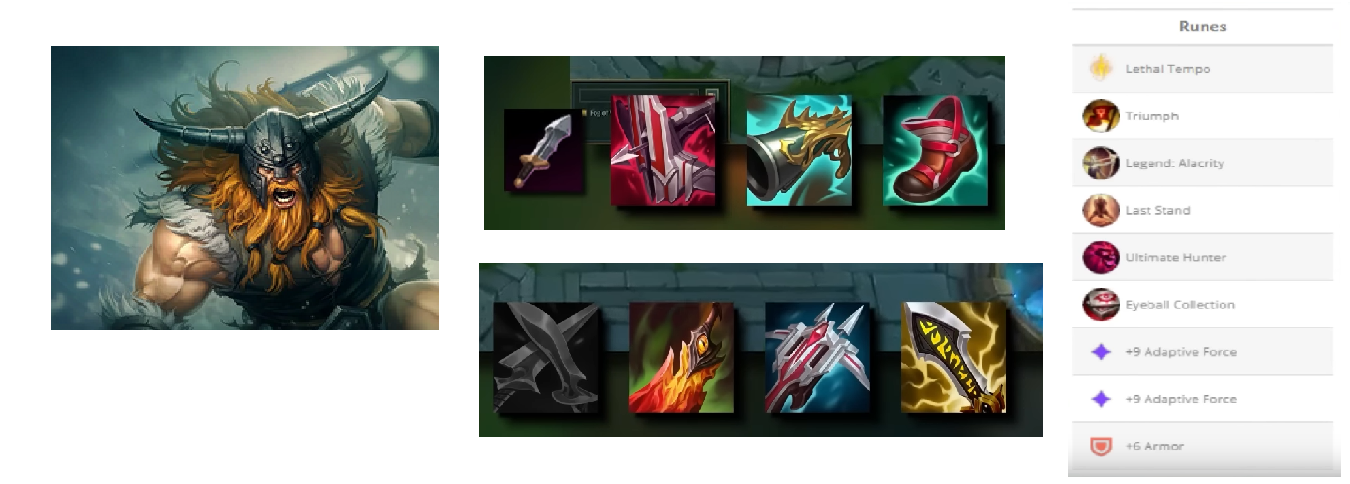 Runes
Lethal Tempo
Triumph
Legend: Alacrity
Last Stand
Ultimate Hunter
Eyeball Collection
+9 Adaptive Force
+9 Adaptive Force
+6 Armor